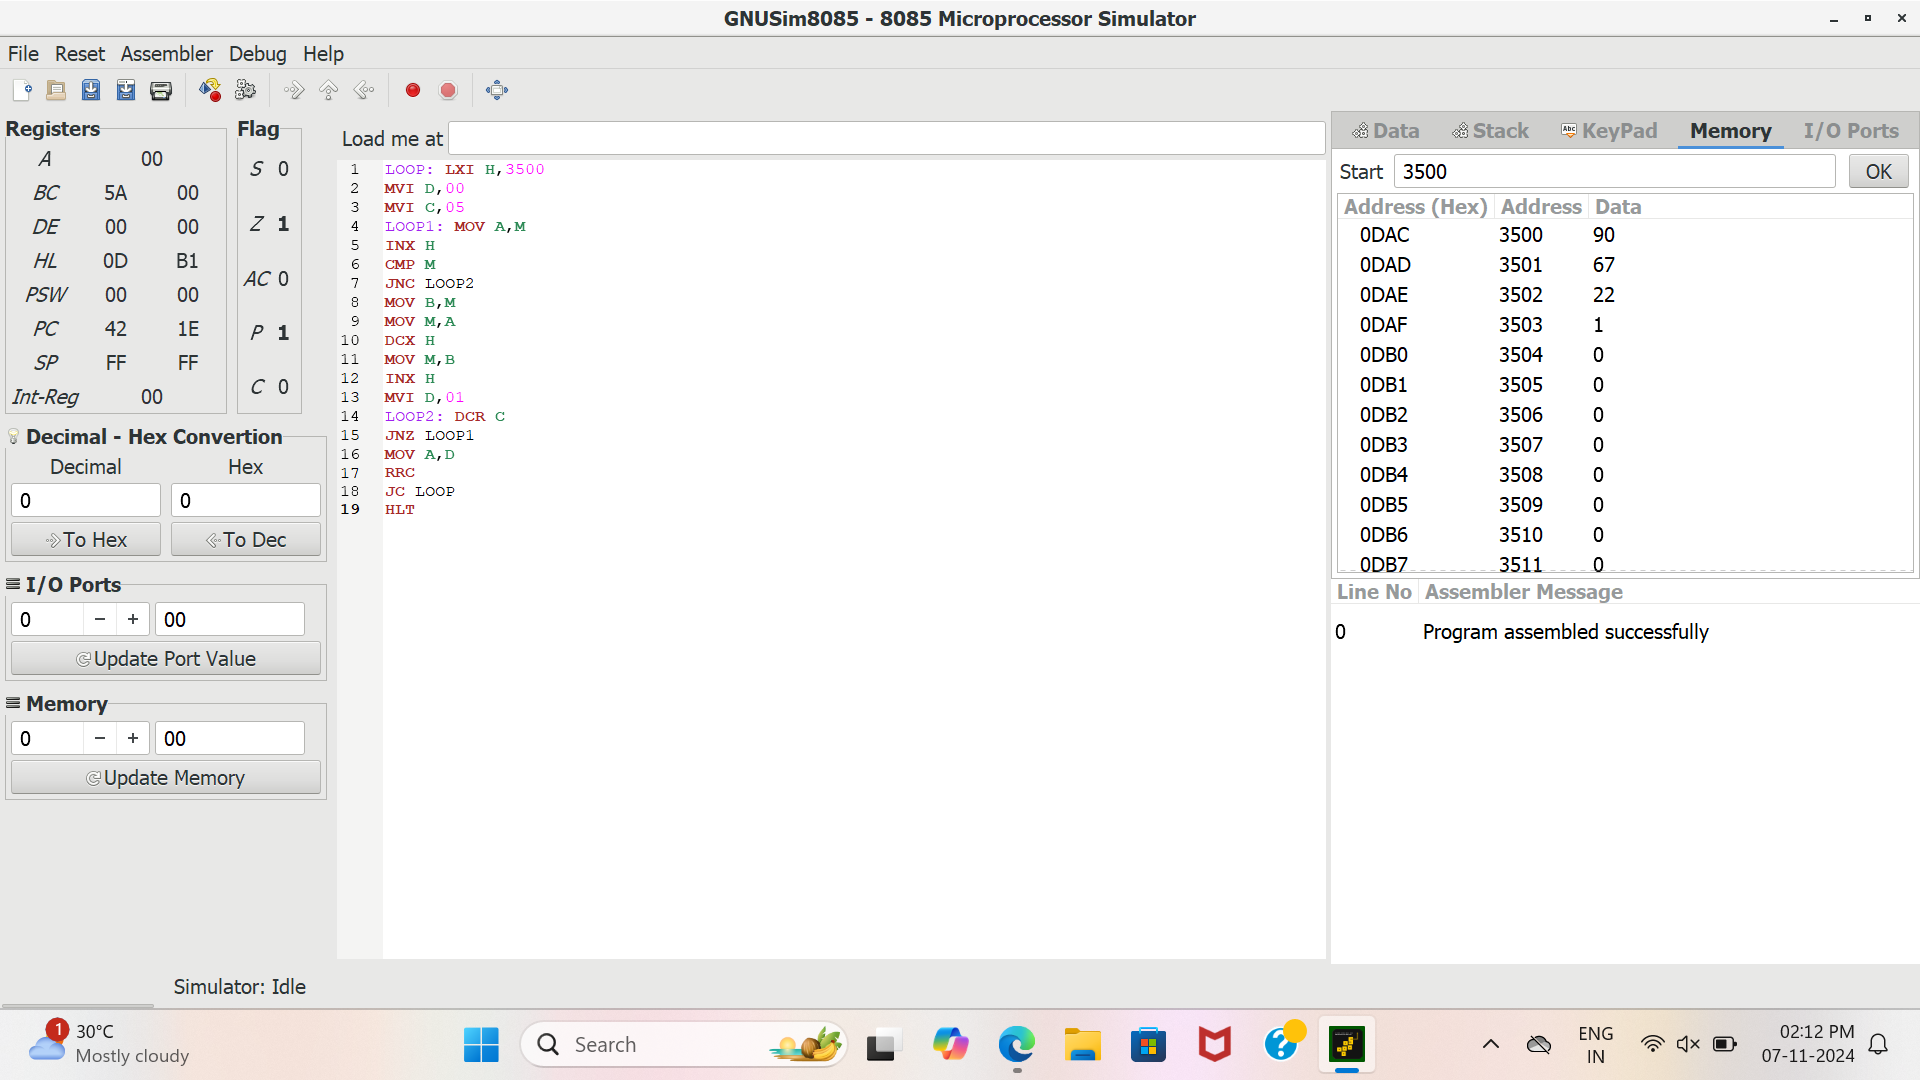 GNUSim8085 - 8085 Microprocessor Simulator
File Reset Assembler Debug Help
Registers
A 00
BC 5A 00
DE 00 00
HL 0D B1
PSW 00 00
PC 42 1E
SP FF FF
Int-Reg 00
Flag
S 0
Z 1
AC 0
P 1
C 0
Decimal - Hex Convertion
Decimal Hex
0 0
To Hex To Dec
I/O Ports
0 − + 00
Update Port Value
Memory
0 − + 00
Update Memory
Simulator: Idle
Load me at
1 LOOP: LXI H,3500
2 MVI D,00
3 MVI C,05
4 LOOP1: MOV A,M
5 INX H
6 CMP M
7 JNC LOOP2
8 MOV B,M
9 MOV M,A
10 DCX H
11 MOV M,B
12 INX H
13 MVI D,01
14 LOOP2: DCR C
15 JNZ LOOP1
16 MOV A,D
17 RRC
18 JC LOOP
19 HLT
Data Stack Abc KeyPad Memory I/O Ports
Start 3500 OK
Address (Hex) Address Data
0DAC 3500 90
0DAD 3501 67
0DAE 3502 22
0DAF 3503 1
0DB0 3504 0
0DB1 3505 0
0DB2 3506 0
0DB3 3507 0
0DB4 3508 0
0DB5 3509 0
0DB6 3510 0
0DB7 3511 0
Line No Assembler Message
0 Program assembled successfully
1 30°C
Mostly cloudy
Search
ENG
IN
02:12 PM
07-11-2024